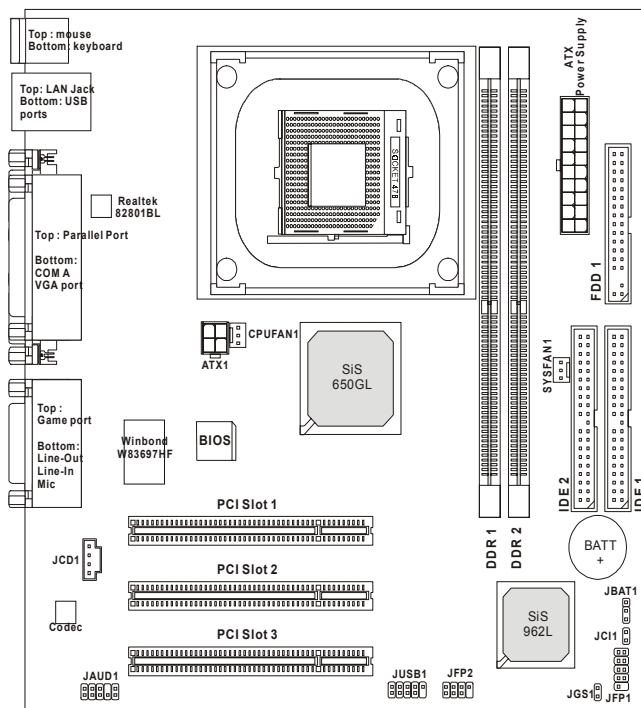 Top : mouse
Bottom: keyboard
Top: LAN Jack
Bottom: USB
ports
Realtek
82801BL
Top : Parallel Port
Bottom:
COM A
VGA port
SOCKET 478
ATX
Power Supply
FDD 1
CPUFAN1
ATX1
SiS
650GL
SYSFAN1
Top :
Game port
Bottom:
Line-Out
Line-In
Mic
Winbond
W83697HF
BIOS
IDE 2
IDE 1
PCI Slot 1
DDR 1
DDR 2
BATT
+
JCD1
PCI Slot 2
Codec
SiS
962L
JBAT1
JCI1
PCI Slot 3
JAUD1
JUSB1
JFP2
JGS1
JFP1